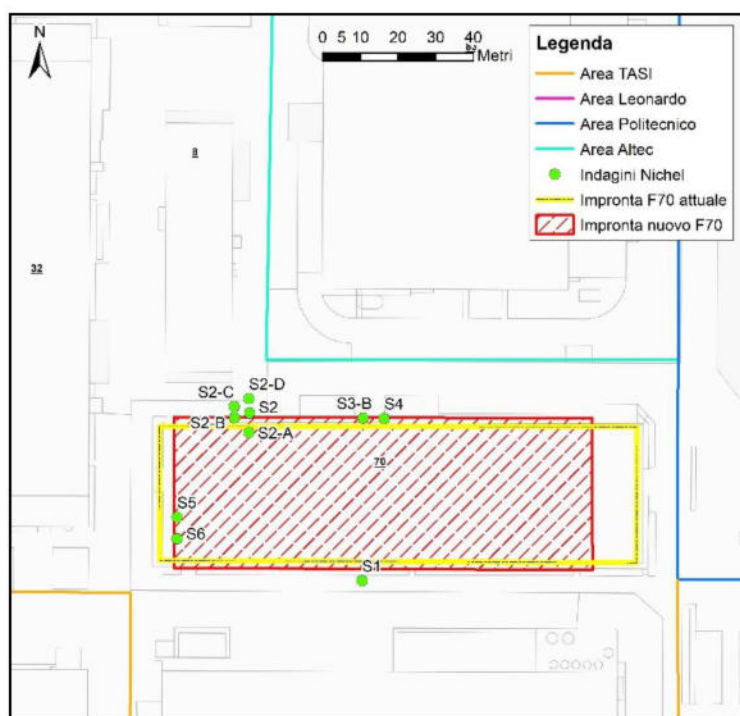 N
0 5 10 20 30 40
Metri
Legenda
Area TASI
Area Leonardo
Area Politecnico
Area Altec
Indagini Nichel
Impronta F70 attuale
Impronta nuovo F70
8
32
S2-D
S2-C
S2
S3-B
S4
S2-B
S2-A
70
S5
S6
S1